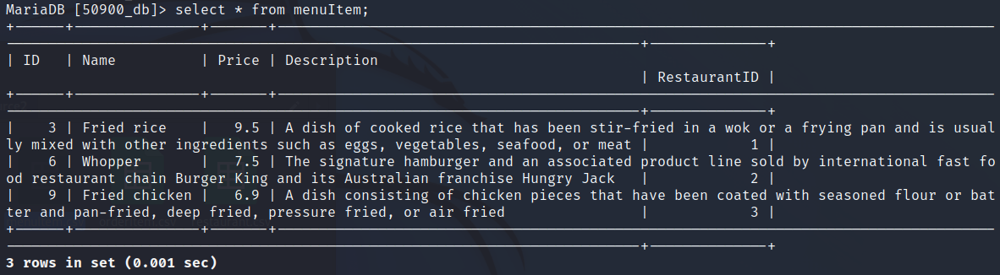 MariaDB [50900_db]> select * from menuItem;
+------+---------------+-------+--------------------------------------------------------------------------------------
--------------------------------------------------------------------------+--------------+
| ID   | Name          | Price | Description
                                                                          | RestaurantID |
+------+---------------+-------+--------------------------------------------------------------------------------------
--------------------------------------------------------------------------+--------------+
|    3 | Fried rice    |   9.5 | A dish of cooked rice that has been stir-fried in a wok or a frying pan and is usual
ly mixed with other ingredients such as eggs, vegetables, seafood, or meat |            1 |
|    6 | Whopper       |   7.5 | The signature hamburger and an associated product line sold by international fast fo
od restaurant chain Burger King and its Australian franchise Hungry Jack   |            2 |
|    9 | Fried chicken |   6.9 | A dish consisting of chicken pieces that have been coated with seasoned flour or bat
ter and pan-fried, deep fried, pressure fried, or air fried                |            3 |
+------+---------------+-------+--------------------------------------------------------------------------------------
--------------------------------------------------------------------------+--------------+
3 rows in set (0.001 sec)